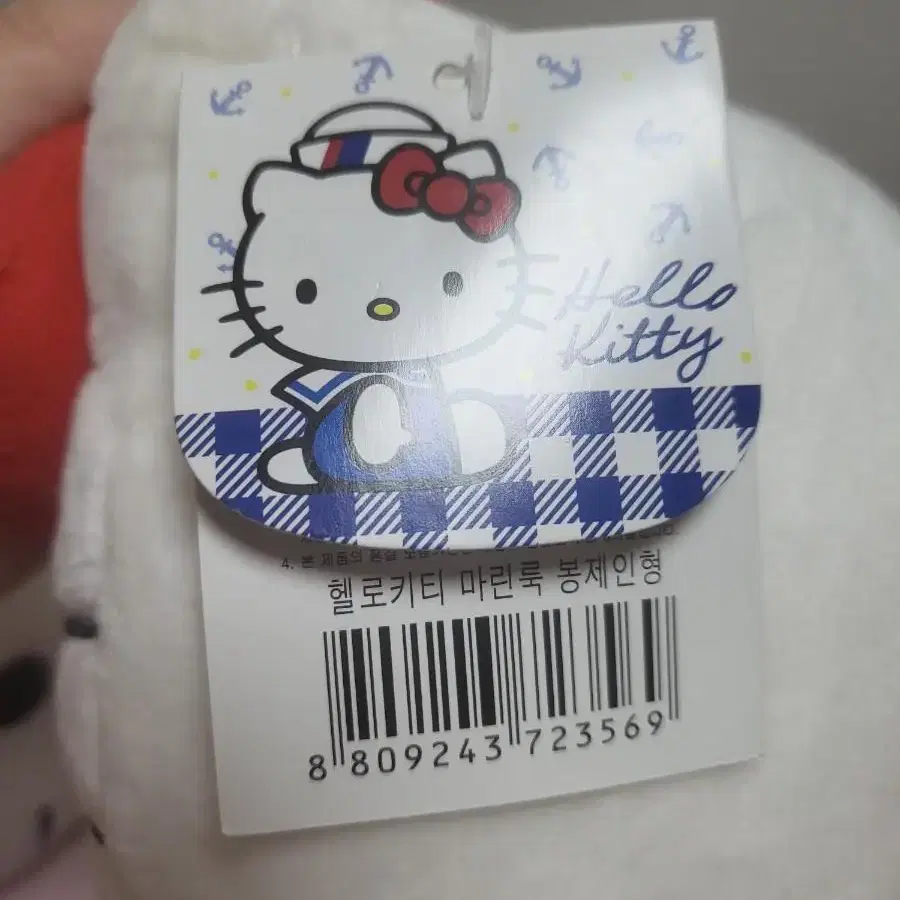 Hello
Kitty
4. 본 제품의
헬로키티 마린룩 봉제인형
8 809243 723569